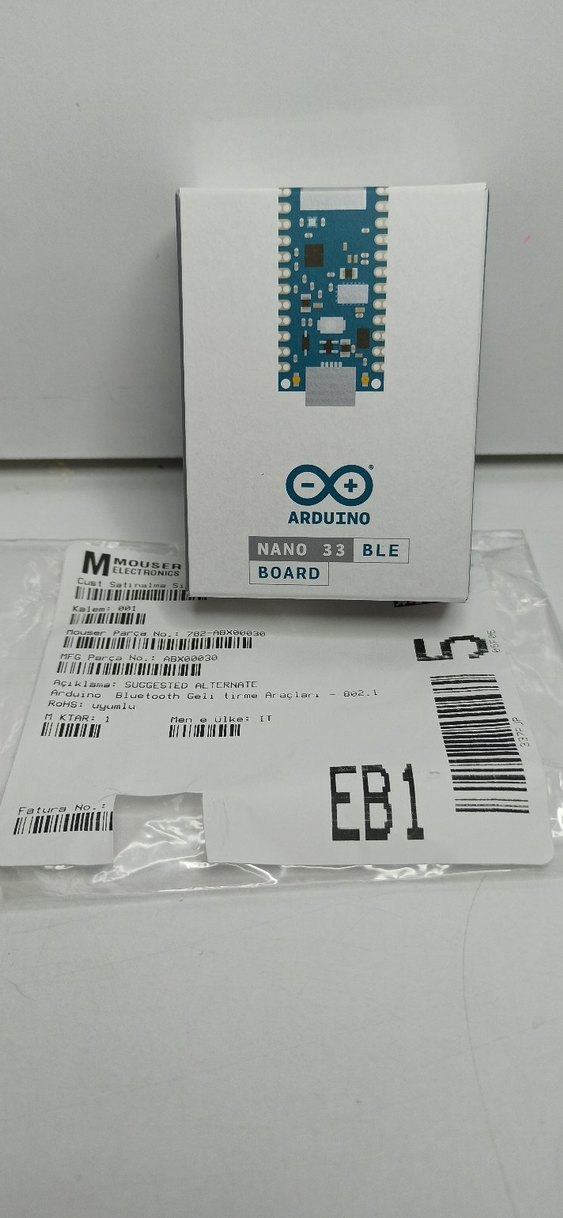 ARDUINO
NANO 33 BLE
BOARD
M MOUSER
ELECTRONICS
Cust Satınalma
Kalem: 001
Mouser Parça No.: 782-ABX00030
MFG Parça No.: ABX00030
Açıklama: SUGGESTED ALTERNATE
Arduino Bluetooth Geli tirme Araçları - 802.1
RoHS: uyumlu
M KTAR: 1
Men e ülke: IT
Fatura No.:
5
EB1